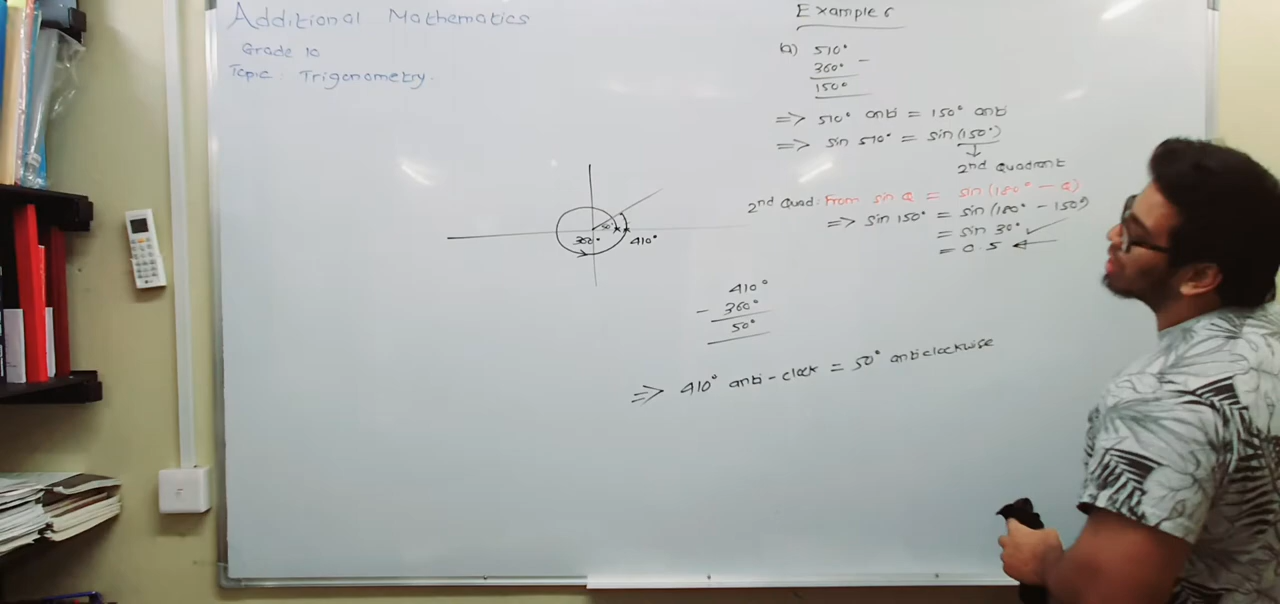 Additional Mathematics
Grade 10
Topic: Trigonometry.
50°
360°
410°
410°
- 360°
50°
=> 410° anti-clock = 50° anticlockwise
Example 6
(a) 510°
360° -
150°
=> 510° anti = 150° anti
=> sin 510° = sin(150°)
2nd Quadrant
2nd Quad: From sin Q = sin(180° - Q)
=> sin 150° = sin(180° - 150°)
= sin 30°
= 0.5